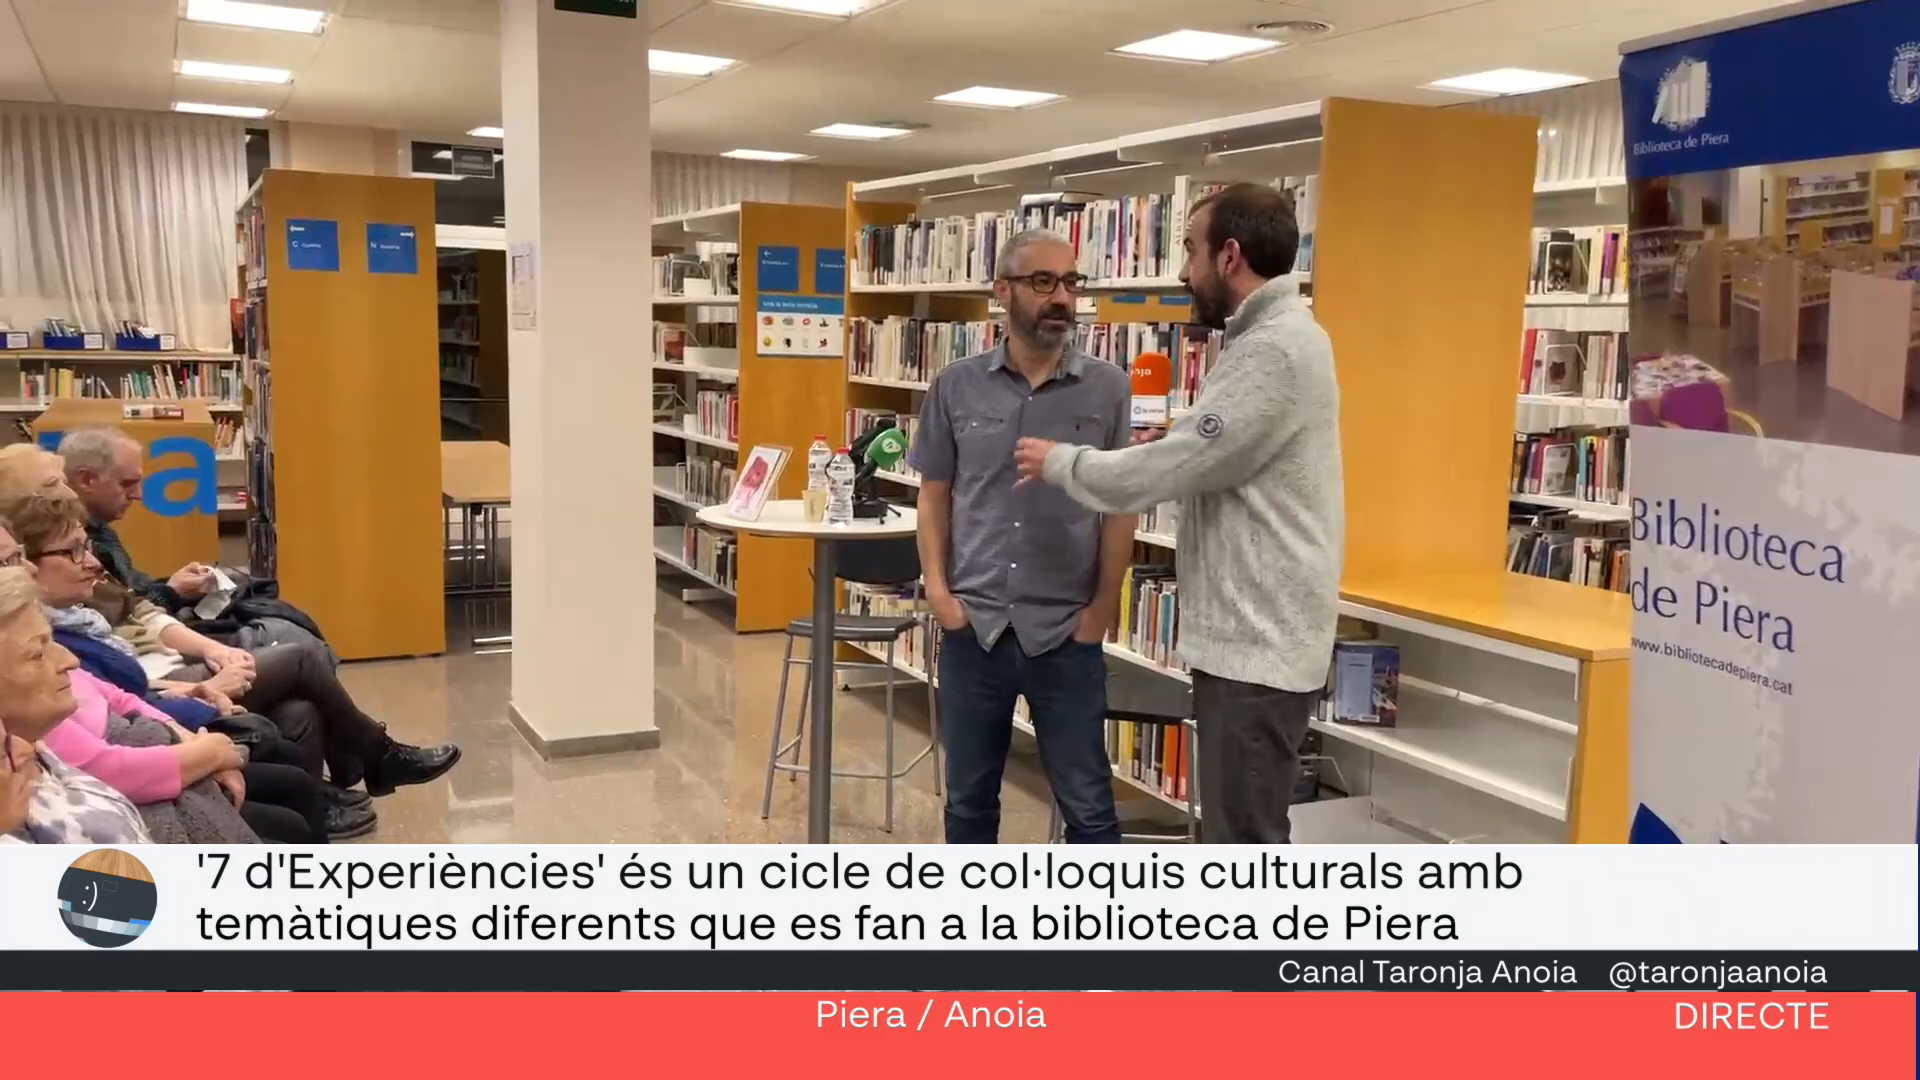 Biblioteca de Piera
nja
a
Biblioteca
de Piera
www.bibliotecadepiera.cat
:)
'7 d'Experiències' és un cicle de col·loquis culturals amb
temàtiques diferents que es fan a la biblioteca de Piera
Canal Taronja Anoia @taronjaanoia
Piera / Anoia
DIRECTE